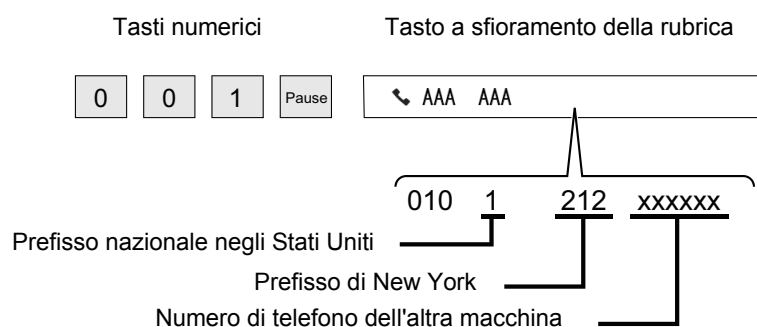 Tasti numerici Tasto a sfioramento della rubrica
0 0 1 Pause AAA AAA
010 1 212 xxxxxx
Prefisso nazionale negli Stati Uniti
Prefisso di New York
Numero di telefono dell'altra macchina